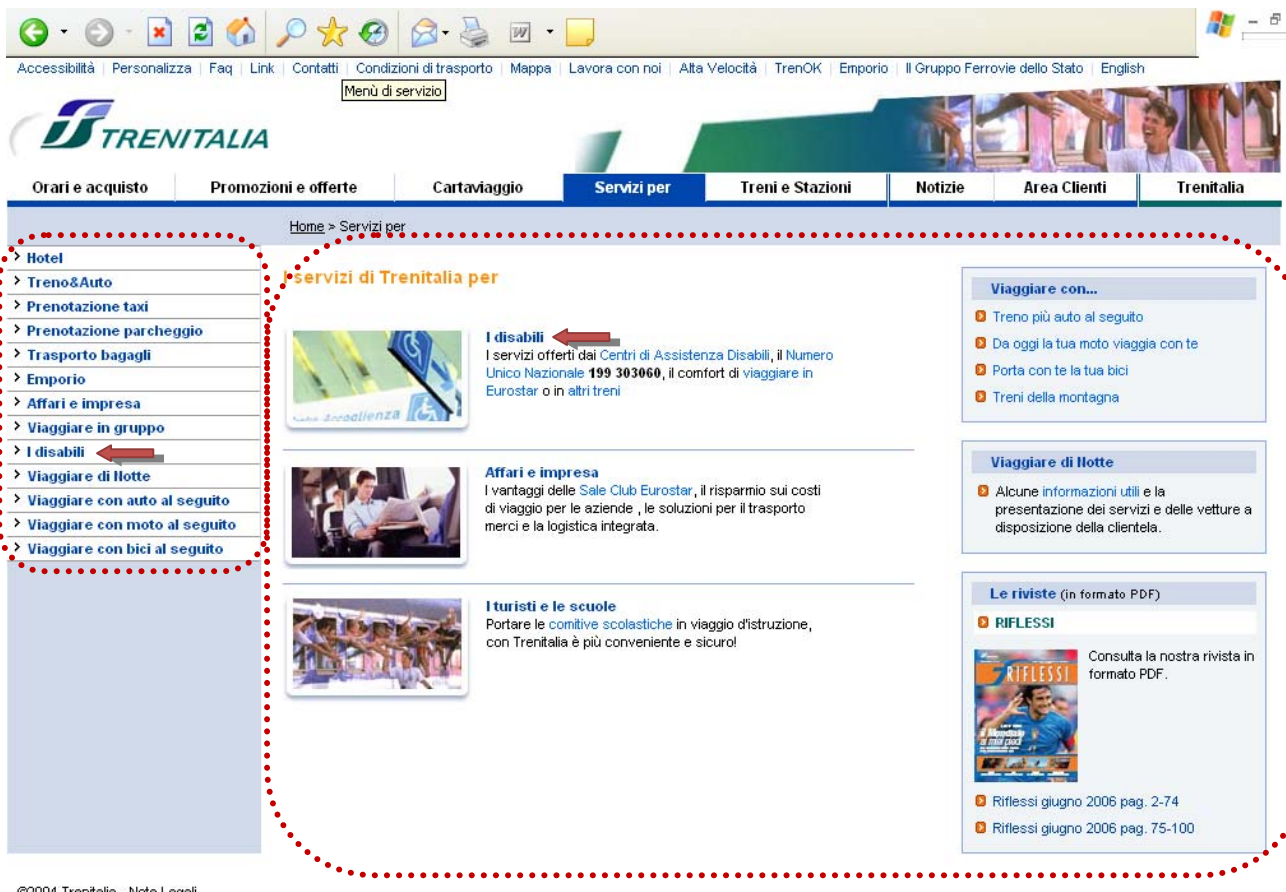 Accessibilità | Personalizza | Faq | Link | Contatti | Condizioni di trasporto | Mappa | Lavora con noi | Alta Velocità | TrenOK | Emporio | Il Gruppo Ferrovie dello Stato | English
Menù di servizio
TRENITALIA
Orari e acquisto Promozioni e offerte Cartaviaggio Servizi per Treni e Stazioni Notizie Area Clienti Trenitalia
Home > Servizi per
Hotel
Treno&Auto
Prenotazione taxi
Prenotazione parcheggio
Trasporto bagagli
Emporio
Affari e impresa
Viaggiare in gruppo
I disabili
Viaggiare di Notte
Viaggiare con auto al seguito
Viaggiare con moto al seguito
Viaggiare con bici al seguito
I servizi di Trenitalia per
I disabili
I servizi offerti dai Centri di Assistenza Disabili, il Numero
Unico Nazionale 199 303060, il comfort di viaggiare in
Eurostar o in altri treni
Accoglienza
Affari e impresa
I vantaggi delle Sale Club Eurostar, il risparmio sui costi
di viaggio per le aziende , le soluzioni per il trasporto
merci e la logistica integrata.
I turisti e le scuole
Portare le comitive scolastiche in viaggio d'istruzione,
con Trenitalia è più conveniente e sicuro!
Viaggiare con...
Treno più auto al seguito
Da oggi la tua moto viaggia con te
Porta con te la tua bici
Treni della montagna
Viaggiare di Notte
Alcune informazioni utili e la
presentazione dei servizi e delle vetture a
disposizione della clientela.
Le riviste (in formato PDF)
RIFLESSI
RIFLESSI
Consulta la nostra rivista in
formato PDF.
Riflessi giugno 2006 pag. 2-74
Riflessi giugno 2006 pag. 75-100
©2004 Trenitalia - Note Legali